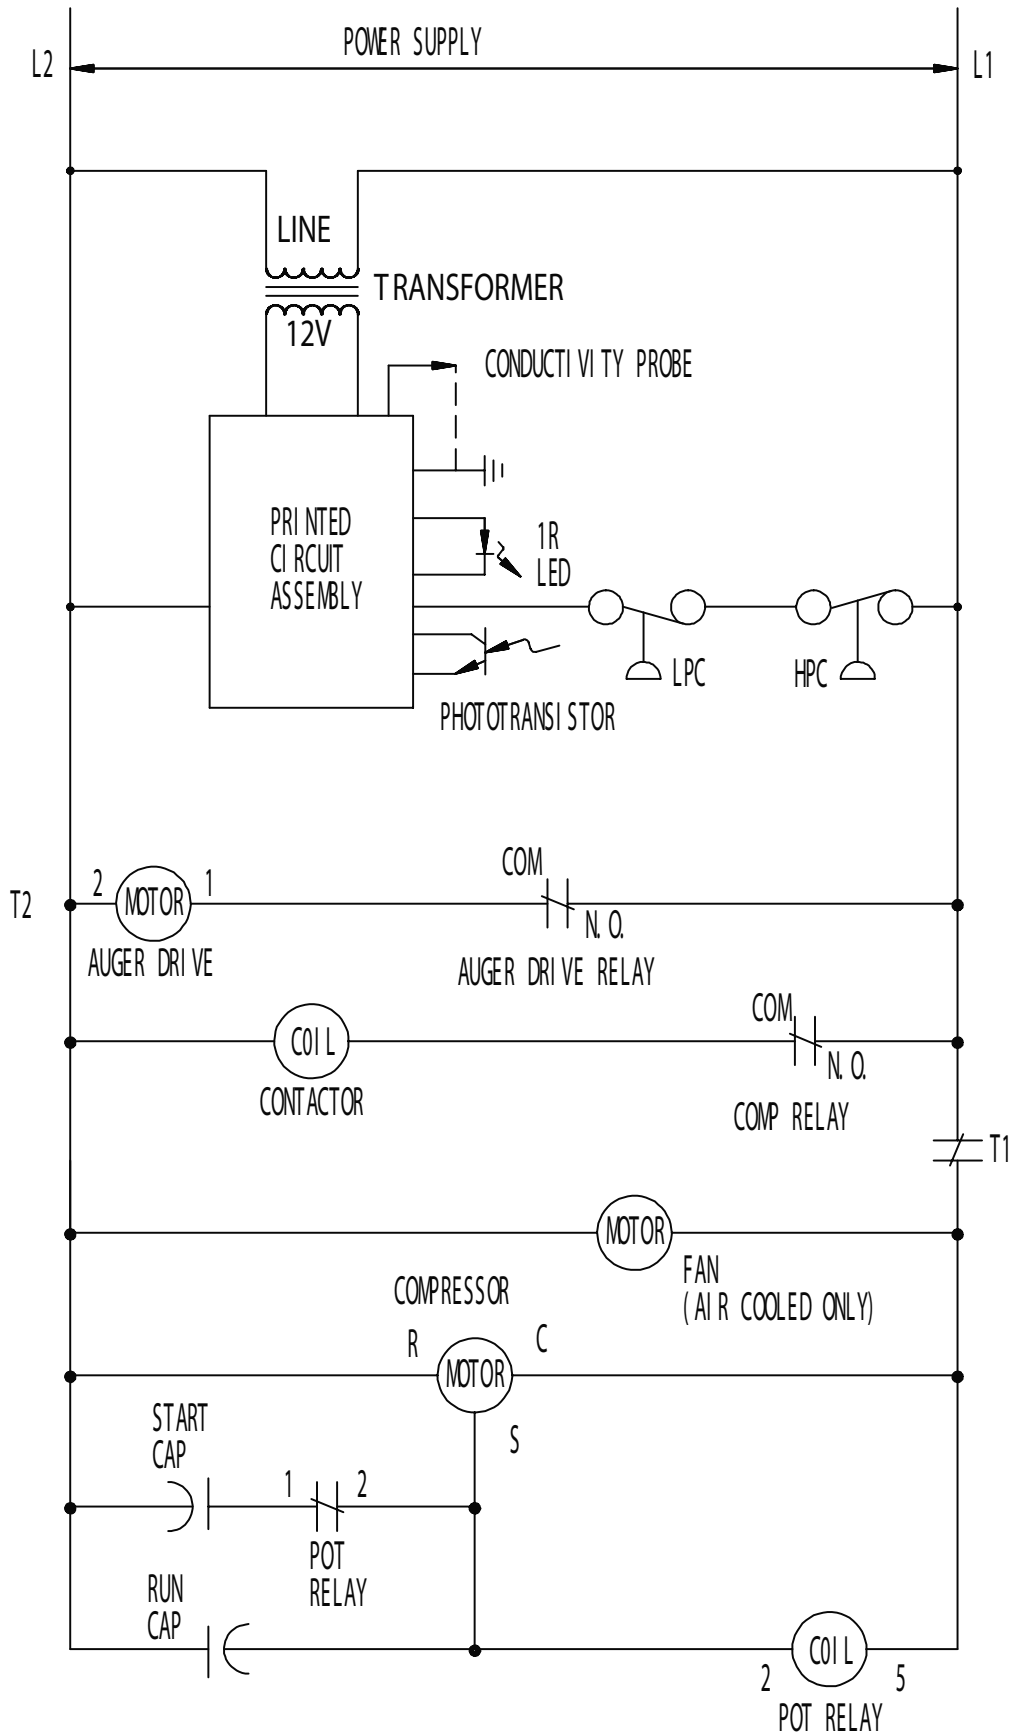 POWER SUPPLY
L2
L1
LINE
TRANSFORMER
12V
CONDUCTIVITY PROBE
PRINTED
CIRCUIT
ASSEMBLY
1R
LED
LPC
HPC
PHOTOTRANSISTOR
COM
T2
2
MOTOR
1
N.O.
AUGER DRIVE
AUGER DRIVE RELAY
COM
COIL
N.O.
CONTACTOR
COMP RELAY
T1
MOTOR
FAN
(AIR COOLED ONLY)
COMPRESSOR
R
C
MOTOR
S
START
CAP
1
2
POT
RELAY
RUN
CAP
COIL
2
5
POT RELAY